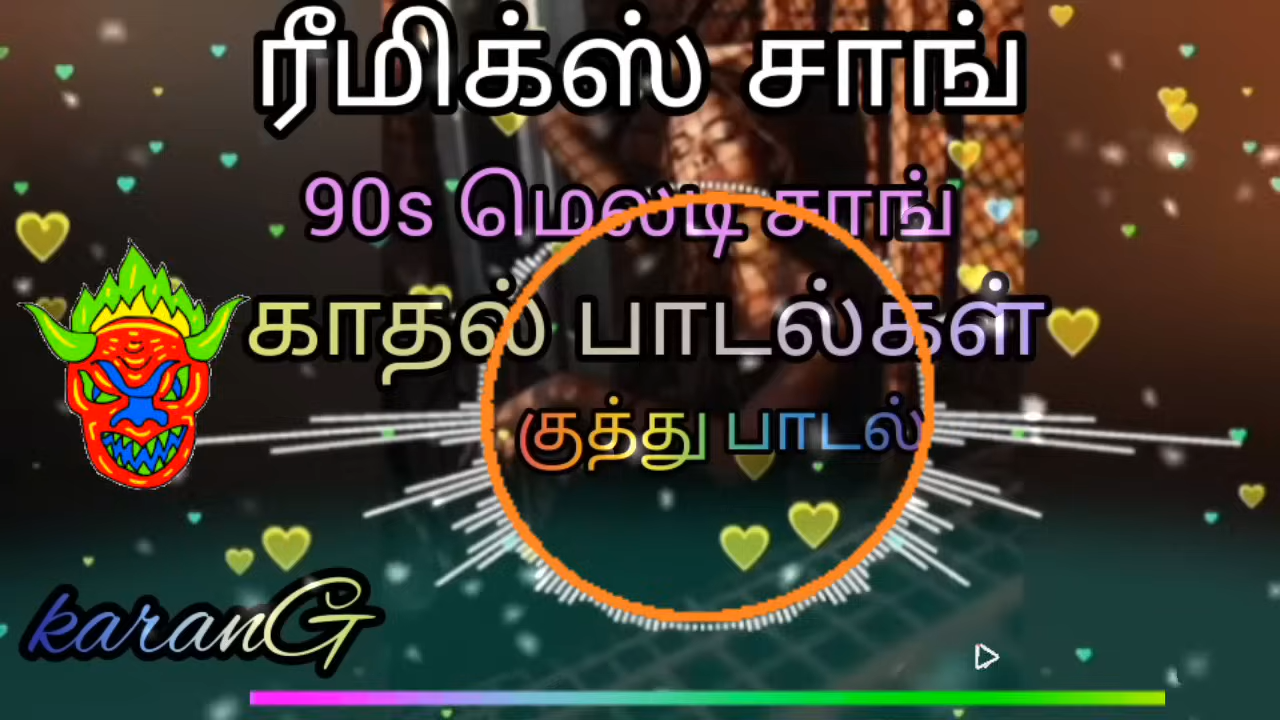 ரீமிக்ஸ் சாங்
90s மெலடி சாங்
காதல் பாடல்கள்
குத்து பாடல்
karanG